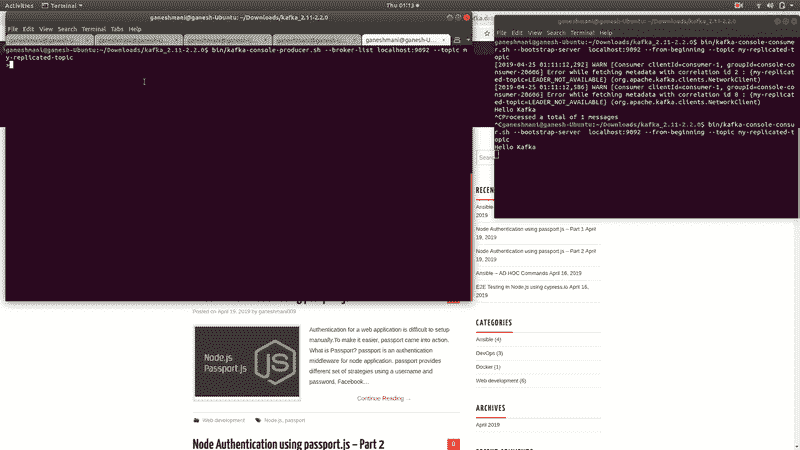 Activities Terminal Thu 01:13
ganeshmani@ganesh-Ubuntu: ~/Downloads/kafka_2.11-2.2.0
File Edit View Search Terminal Tabs Help
ganeshmani@ganesh-Ubuntu:~/Downloads/kafka_2.11-2.2.0$ bin/kafka-console-producer.sh --broker-list localhost:9092 --topic m
y-replicated-topic
>
ganeshmani@ganesh-Ubuntu: ~/Downloads/kafka_2.11-2.2.0
File Edit View Search Terminal Help
ganeshmani@ganesh-Ubuntu:~/Downloads/kafka_2.11-2.2.0$ bin/kafka-console-consu
r.sh --bootstrap-server localhost:9092 --from-beginning --topic my-replicated-t
opic
[2019-04-25 01:11:12,292] WARN [Consumer clientId=consumer-1, groupId=console-
onsumer-20606] Error while fetching metadata with correlation id 2 : {my-replicat
ed-topic=LEADER_NOT_AVAILABLE} (org.apache.kafka.clients.NetworkClient)
[2019-04-25 01:11:12,586] WARN [Consumer clientId=consumer-1, groupId=console-
onsumer-20606] Error while fetching metadata with correlation id 8 : {my-replicat
ed-topic=LEADER_NOT_AVAILABLE} (org.apache.kafka.clients.NetworkClient)
Hello Kafka
^CProcessed a total of 1 messages
^Cganeshmani@ganesh-Ubuntu:~/Downloads/kafka_2.11-2.2.0$ bin/kafka-console-consu
r.sh --bootstrap-server localhost:9092 --from-beginning --topic my-replicated-t
opic
Hello Kafka
Sear
RECEN
Ansible
2019
Node Authentication using passport.js – Part 1 April
19, 2019
Node Authentication using passport.js – Part 2 April
19, 2019
Ansible – AD HOC Commands April 16, 2019
E2E Testing in Node.js using cypress.io April 16,
2019
CATEGORIES
Ansible (4)
DevOps (3)
Docker (1)
Web development (6)
ARCHIVES
April 2019
Posted on April 19, 2019 by ganeshmani009
Node.js
Passport.js
Authentication for a web application is difficult to setup
manually.To make it easier, passport came into action.
What is Passport? passport is an authentication
middleware for node application. passport provides
different set of strategies using a username and
password, Facebook…
Continue Reading →
Web development Node.js, passport
Node Authentication using passport.js – Part 2
0